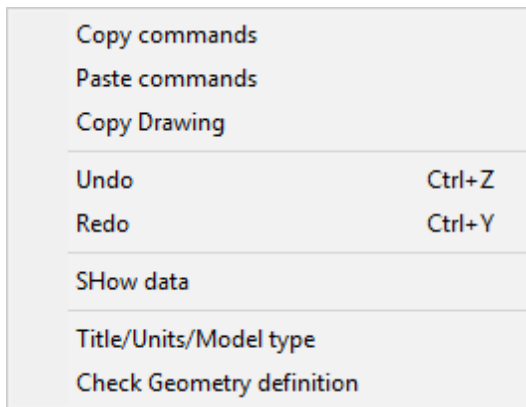 Copy commands
Paste commands
Copy Drawing
Undo Ctrl+Z
Redo Ctrl+Y
SHow data
Title/Units/Model type
Check Geometry definition